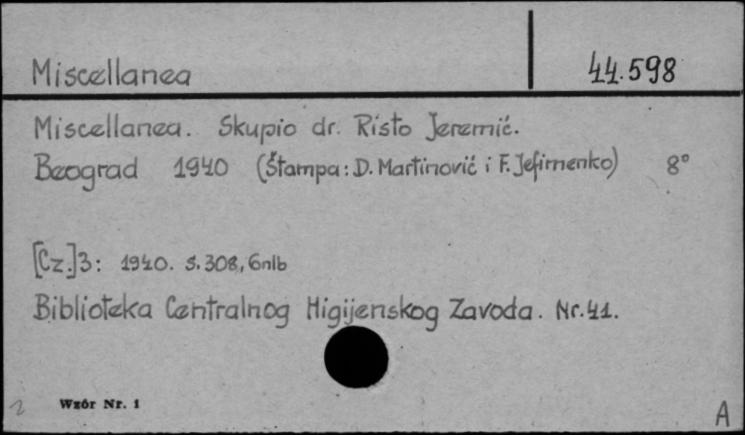 Miscellanea 44.598
Miscellanea. Skupio dr. Risto Jeremić.
Beograd 1940 (Štampa: D. Martinović i F. Jefimenko) 8°
[Cz.]3: 1940. s. 308, 6nlb
Biblioteka Centralnog Higijenskog Zavoda. Nr. 41.
2 Wzór Nr. 1 A